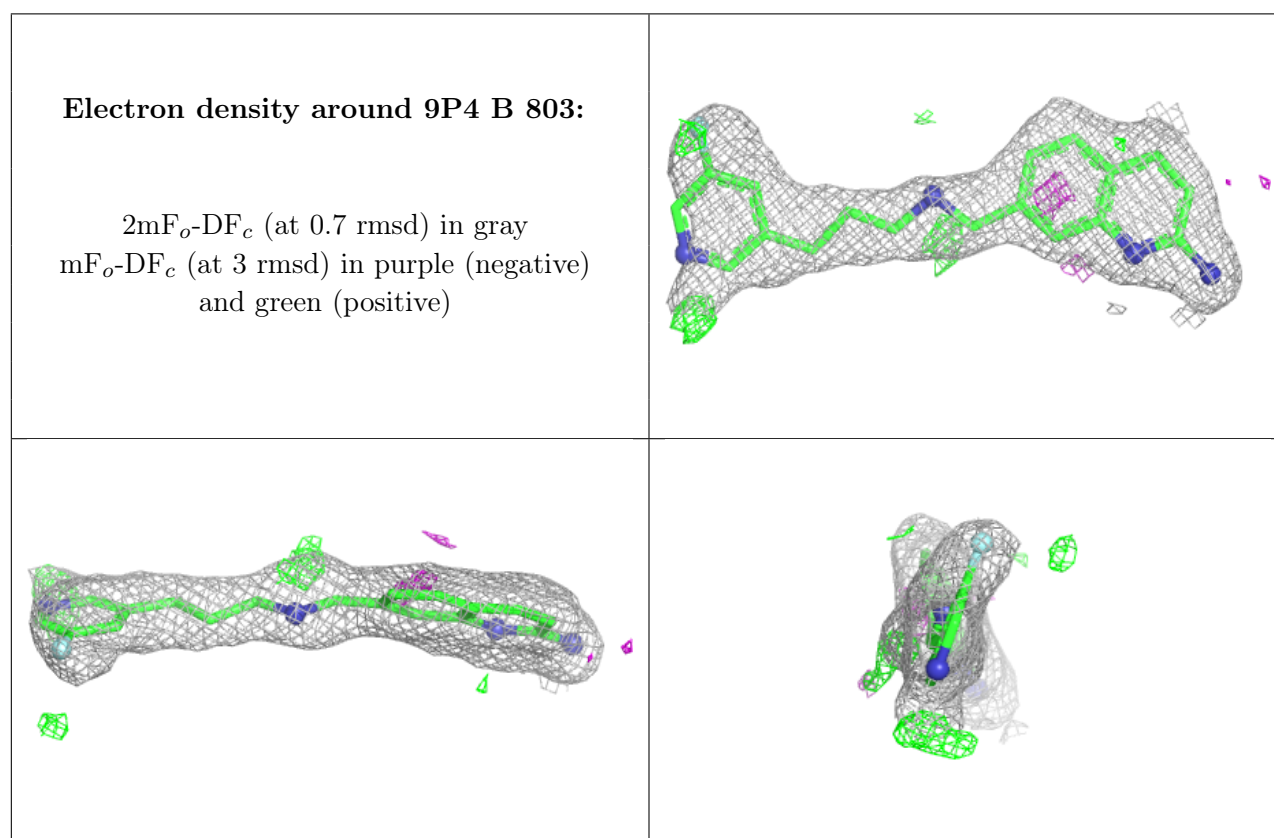 Electron density around 9P4 B 803:
2mFo-DFc (at 0.7 rmsd) in gray
mFo-DFc (at 3 rmsd) in purple (negative)
and green (positive)